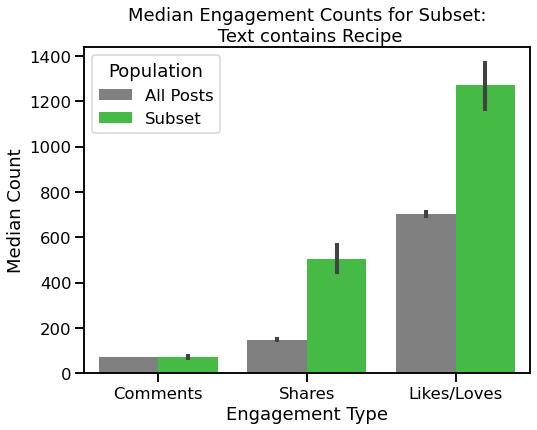 Median Engagement Counts for Subset:
Text contains Recipe
Population
All Posts
Subset
Median Count
1400
1200
1000
800
600
400
200
0
Comments
Shares
Likes/Loves
Engagement Type